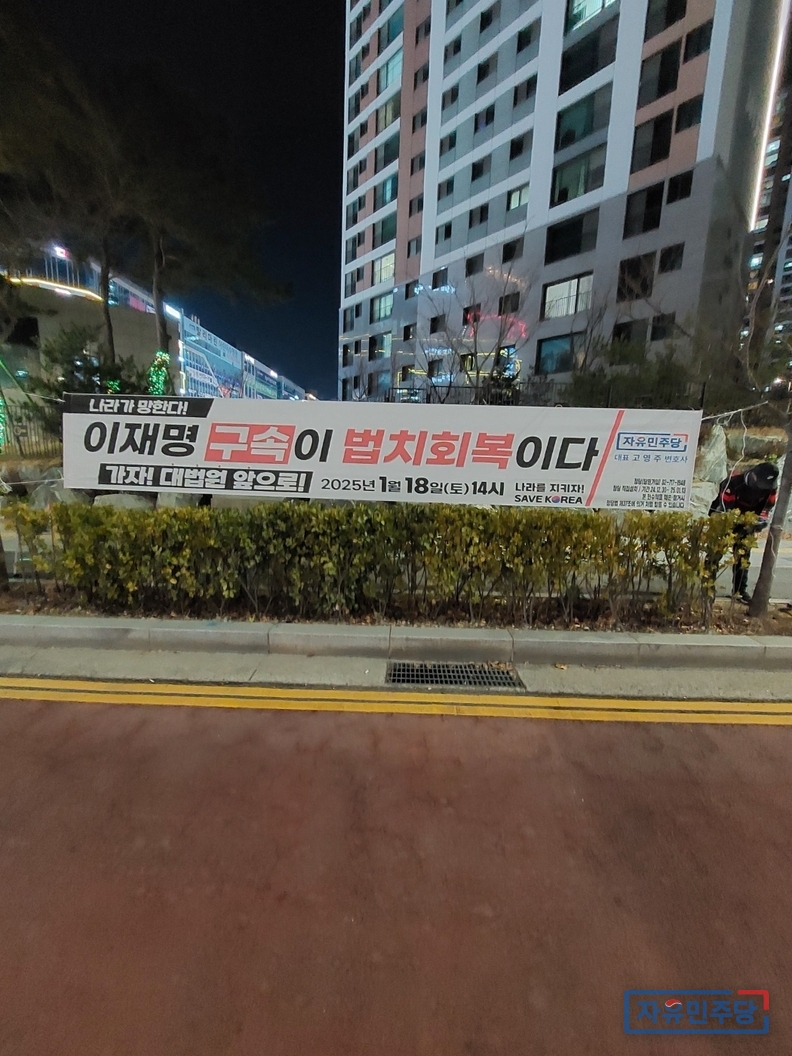 나라가 망한다!
이재명 구속이 법치회복이다
가자! 대법원 앞으로!
2025년 1월 18일(토) 14시
나라를 지키자!
SAVE KOREA
자유민주당
대표 고영주 변호사
자유민주당